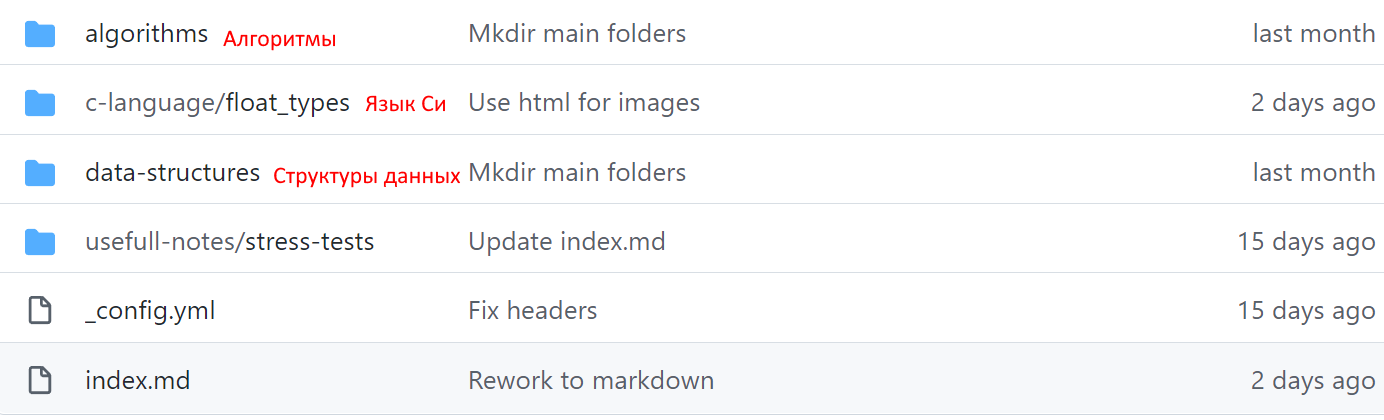 algorithms Алгоритмы Mkdir main folders last month
c-language/float_types Язык Си Use html for images 2 days ago
data-structures Структуры данных Mkdir main folders last month
usefull-notes/stress-tests Update index.md 15 days ago
_config.yml Fix headers 15 days ago
index.md Rework to markdown 2 days ago